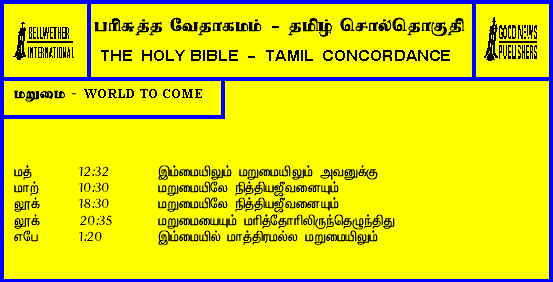 BELLWETHER INTERNATIONAL
பரிசுத்த வேதாகமம் - தமிழ் சொல்தொகுதி
THE HOLY BIBLE - TAMIL CONCORDANCE
GOOD NEWS PUBLISHERS
மறுமை - WORLD TO COME
மத் 12:32 இம்மையிலும் மறுமையிலும் அவனுக்கு
மாற் 10:30 மறுமையிலே நித்தியஜீவனையும்
லூக் 18:30 மறுமையிலே நித்தியஜீவனையும்
லூக் 20:35 மறுமையையும் மரித்தோரிலிருந்தெழுந்திது
எபே 1:20 இம்மையில் மாத்திரமல்ல மறுமையிலும்